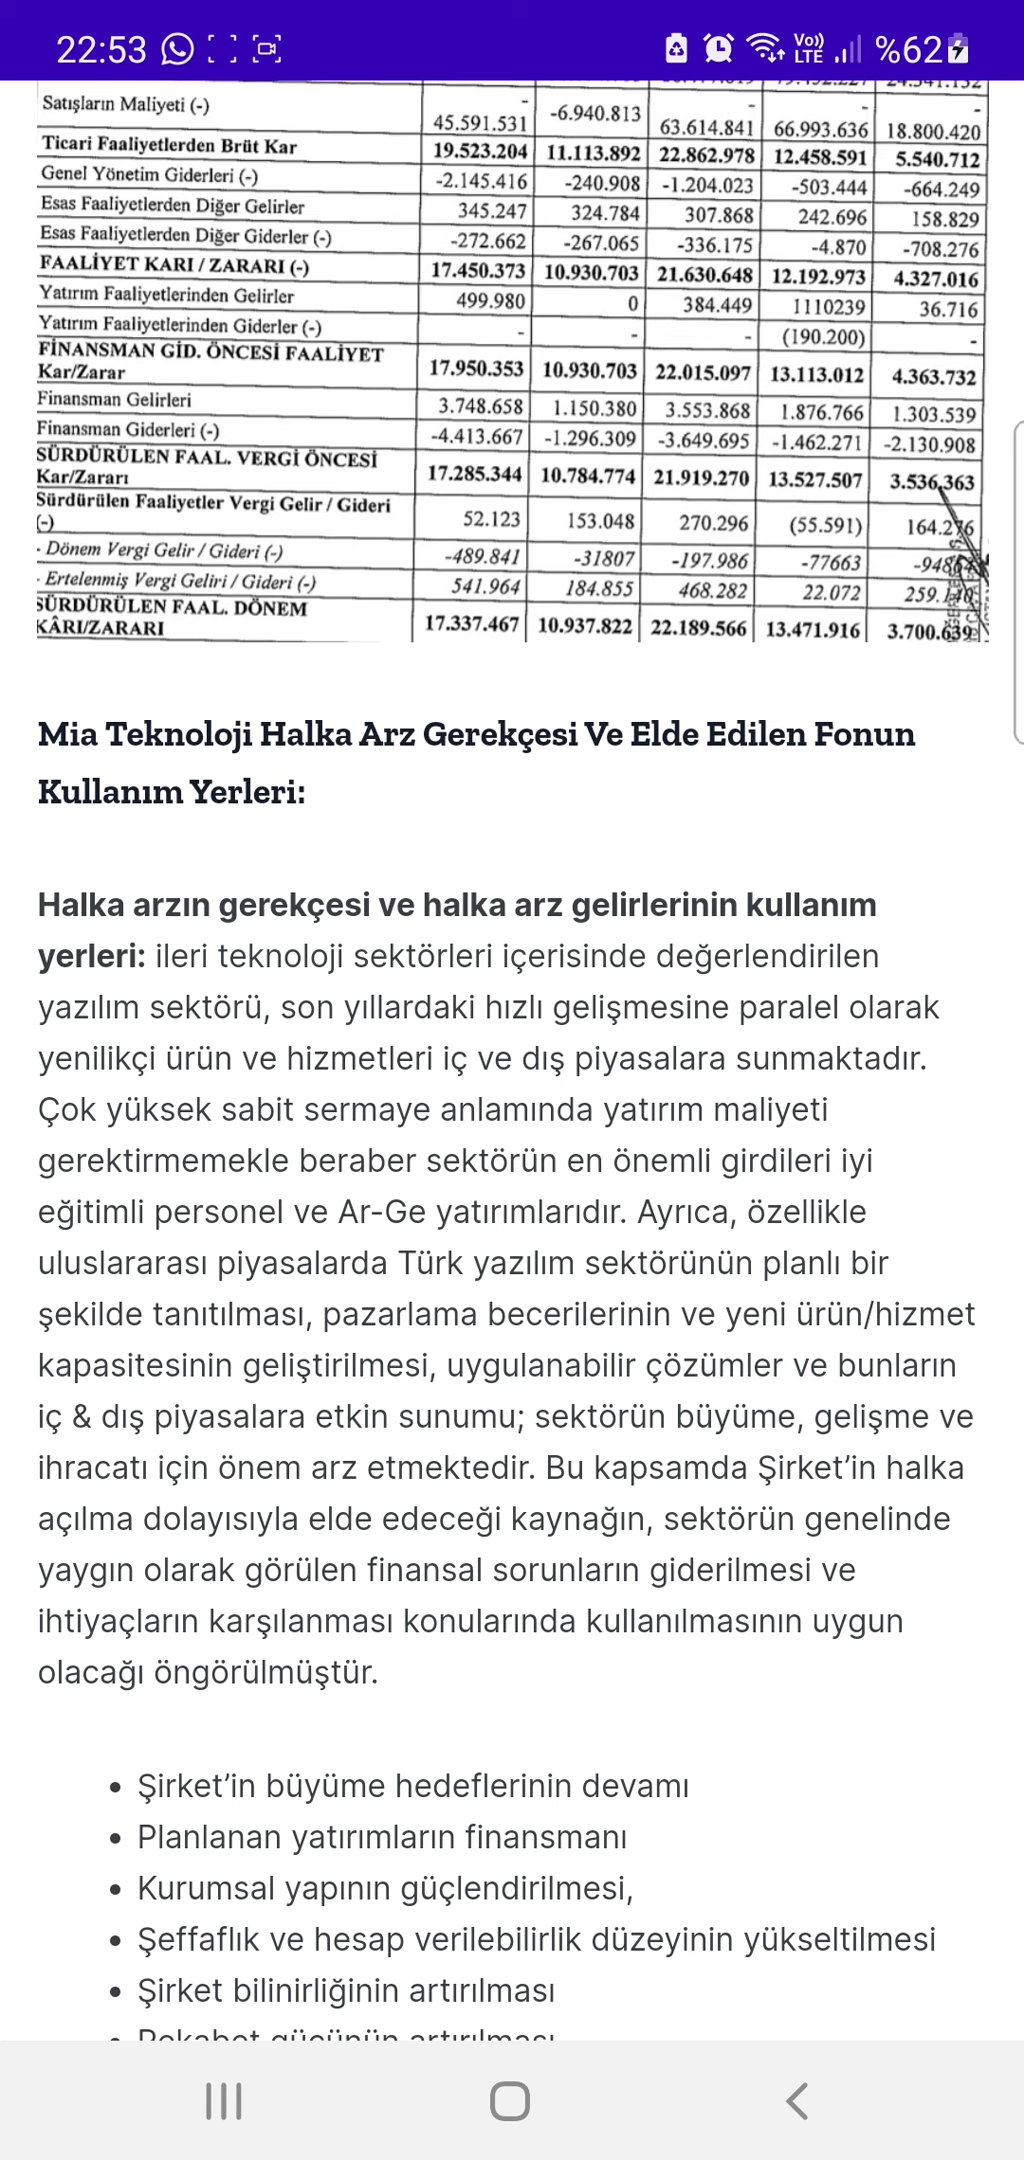 22:53 Vo)) LTE %62
Satışların Maliyeti (-) - 45.591.531 -6.940.813 - 63.614.841 - 66.993.636 - 18.800.420
Ticari Faaliyetlerden Brüt Kar 19.523.204 11.113.892 22.862.978 12.458.591 5.540.712
Genel Yönetim Giderleri (-) -2.145.416 -240.908 -1.204.023 -503.444 -664.249
Esas Faaliyetlerden Diğer Gelirler 345.247 324.784 307.868 242.696 158.829
Esas Faaliyetlerden Diğer Giderler (-) -272.662 -267.065 -336.175 -4.870 -708.276
FAALİYET KARI / ZARARI (-) 17.450.373 10.930.703 21.630.648 12.192.973 4.327.016
Yatırım Faaliyetlerinden Gelirler 499.980 0 384.449 1110239 36.716
Yatırım Faaliyetlerinden Giderler (-) - - - (190.200) -
FİNANSMAN GİD. ÖNCESİ FAALİYET
Kar/Zarar 17.950.353 10.930.703 22.015.097 13.113.012 4.363.732
Finansman Gelirleri 3.748.658 1.150.380 3.553.868 1.876.766 1.303.539
Finansman Giderleri (-) -4.413.667 -1.296.309 -3.649.695 -1.462.271 -2.130.908
SÜRDÜRÜLEN FAAL. VERGİ ÖNCESİ
Kar/Zararı 17.285.344 10.784.774 21.919.270 13.527.507 3.536.363
Sürdürülen Faaliyetler Vergi Gelir / Gideri
(-) 52.123 153.048 270.296 (55.591) 164.276
- Dönem Vergi Gelir / Gideri (-) -489.841 -31807 -197.986 -77663
- Ertelenmiş Vergi Geliri / Gideri (-) 541.964 184.855 468.282 22.072
SÜRDÜRÜLEN FAAL. DÖNEM
KÂRI/ZARARI 17.337.467 10.937.822 22.189.566 13.471.916 3.700.639
Mia Teknoloji Halka Arz Gerekçesi Ve Elde Edilen Fonun
Kullanım Yerleri:
Halka arzın gerekçesi ve halka arz gelirlerinin kullanım
yerleri: ileri teknoloji sektörleri içerisinde değerlendirilen
yazılım sektörü, son yıllardaki hızlı gelişmesine paralel olarak
yenilikçi ürün ve hizmetleri iç ve dış piyasalara sunmaktadır.
Çok yüksek sabit sermaye anlamında yatırım maliyeti
gerektirmemekle beraber sektörün en önemli girdileri iyi
eğitimli personel ve Ar-Ge yatırımlarıdır. Ayrıca, özellikle
uluslararası piyasalarda Türk yazılım sektörünün planlı bir
şekilde tanıtılması, pazarlama becerilerinin ve yeni ürün/hizmet
kapasitesinin geliştirilmesi, uygulanabilir çözümler ve bunların
iç & dış piyasalara etkin sunumu; sektörün büyüme, gelişme ve
ihracatı için önem arz etmektedir. Bu kapsamda Şirket’in halka
açılma dolayısıyla elde edeceği kaynağın, sektörün genelinde
yaygın olarak görülen finansal sorunların giderilmesi ve
ihtiyaçların karşılanması konularında kullanılmasının uygun
olacağı öngörülmüştür.
• Şirket’in büyüme hedeflerinin devamı
• Planlanan yatırımların finansmanı
• Kurumsal yapının güçlendirilmesi,
• Şeffaflık ve hesap verilebilirlik düzeyinin yükseltilmesi
• Şirket bilinirliğinin artırılması
• Rekabet gücünün artırılması